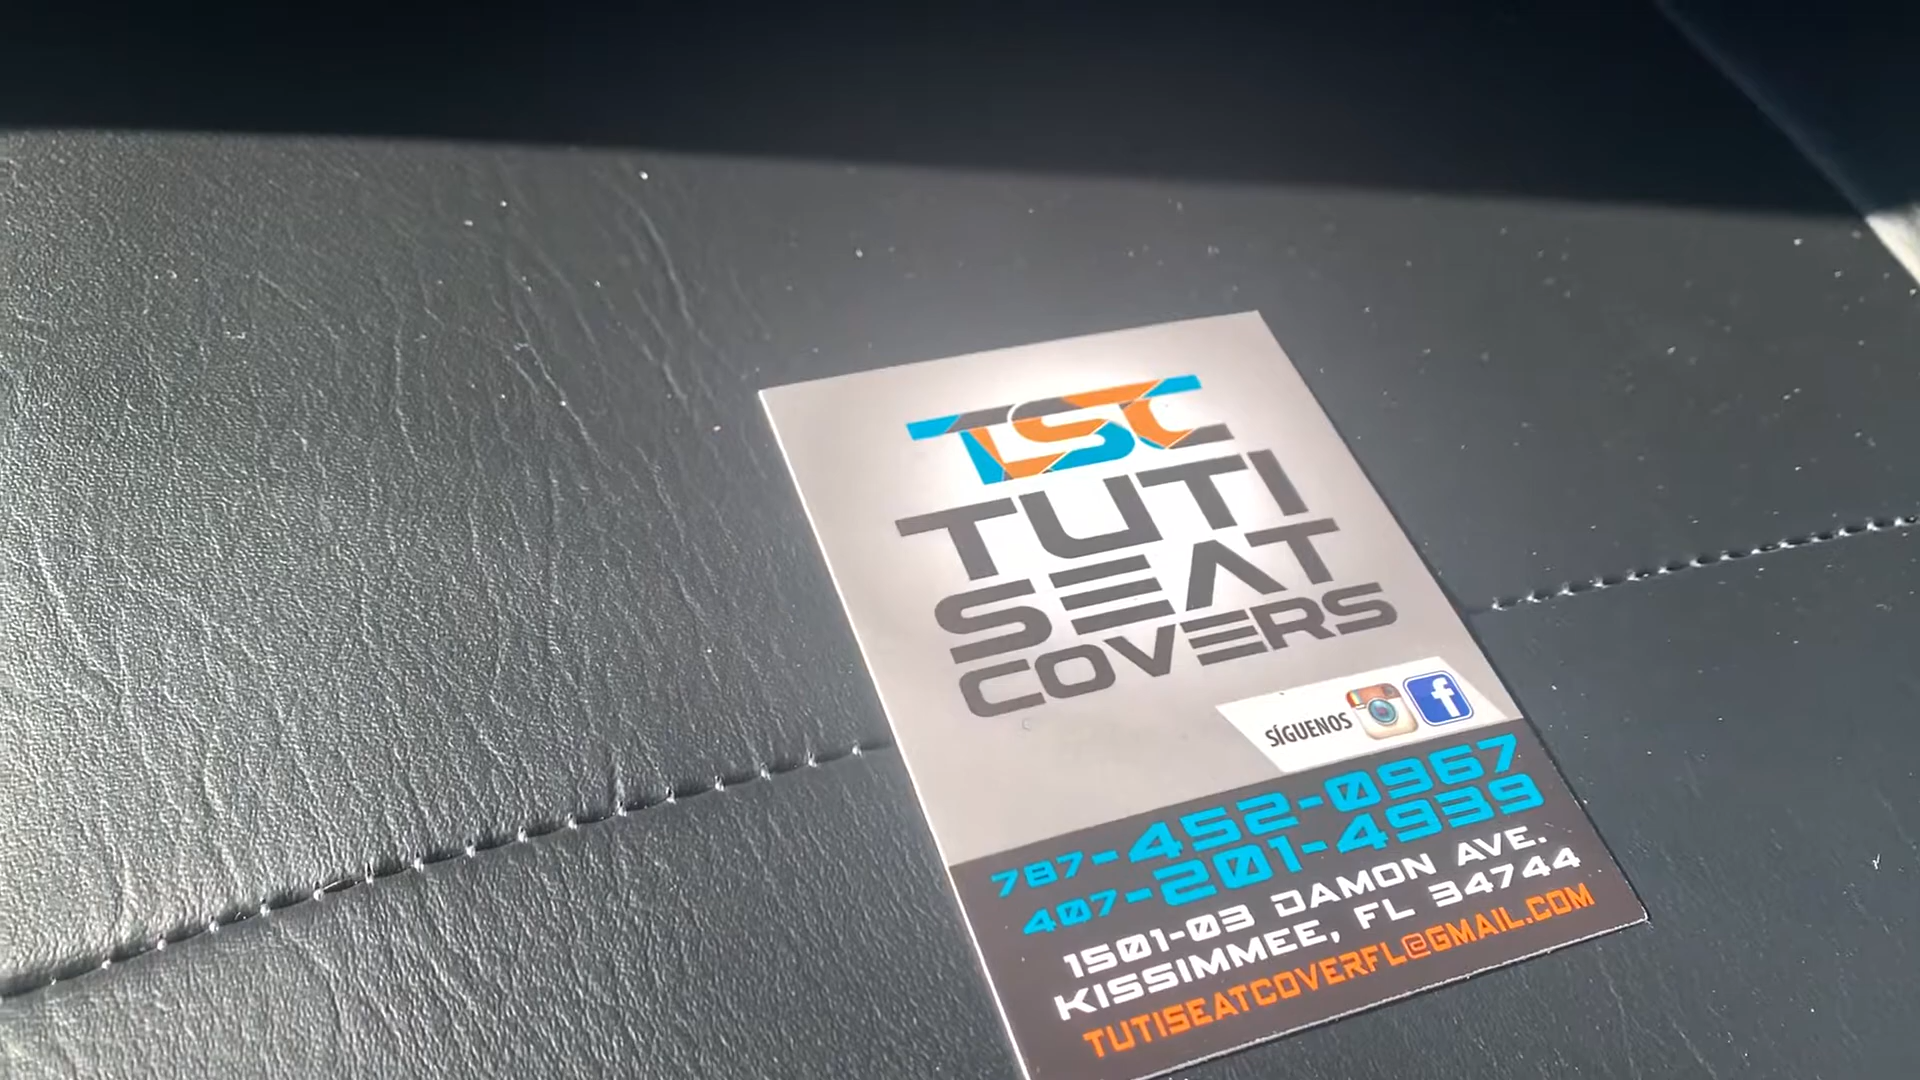 TSC
TUTI
SEAT
COVERS
SÍGUENOS
787-452-0967
407-201-4939
1501-03 DAMON AVE.
KISSIMMEE, FL 34744
TUTISEATCOVERFL@GMAIL.COM